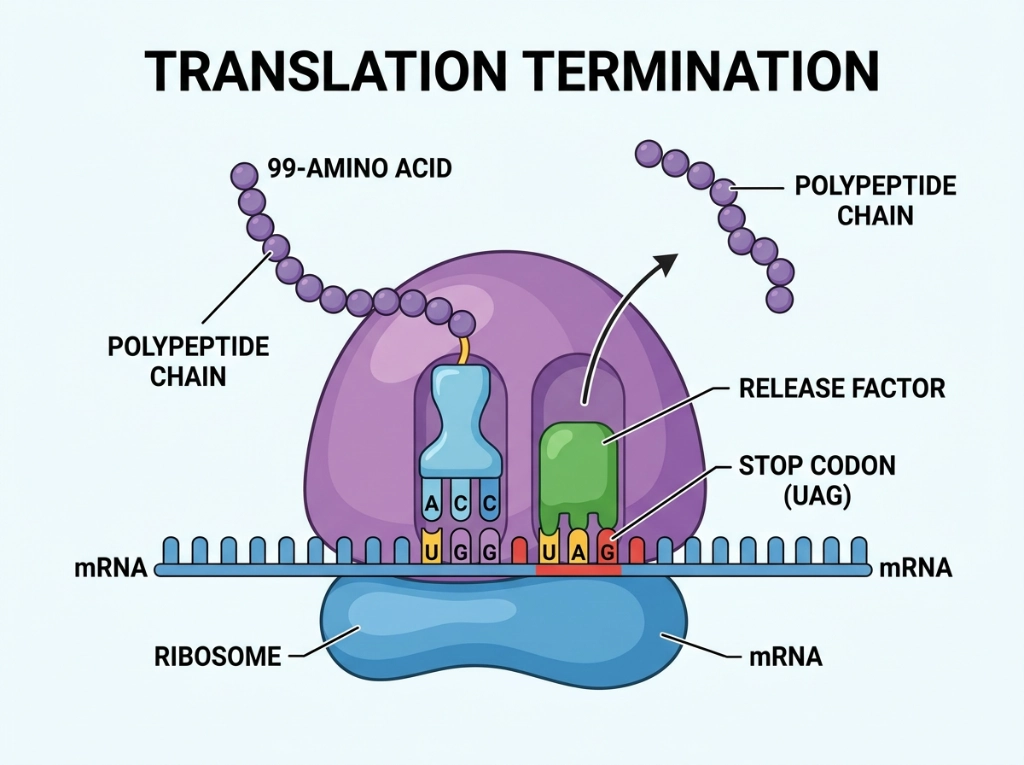 TRANSLATION TERMINATION
99-AMINO ACID
POLYPEPTIDE
CHAIN
POLYPEPTIDE
CHAIN
RELEASE FACTOR
STOP CODON
(UAG)
A C C
U G G U A G
mRNA
mRNA
RIBOSOME
mRNA